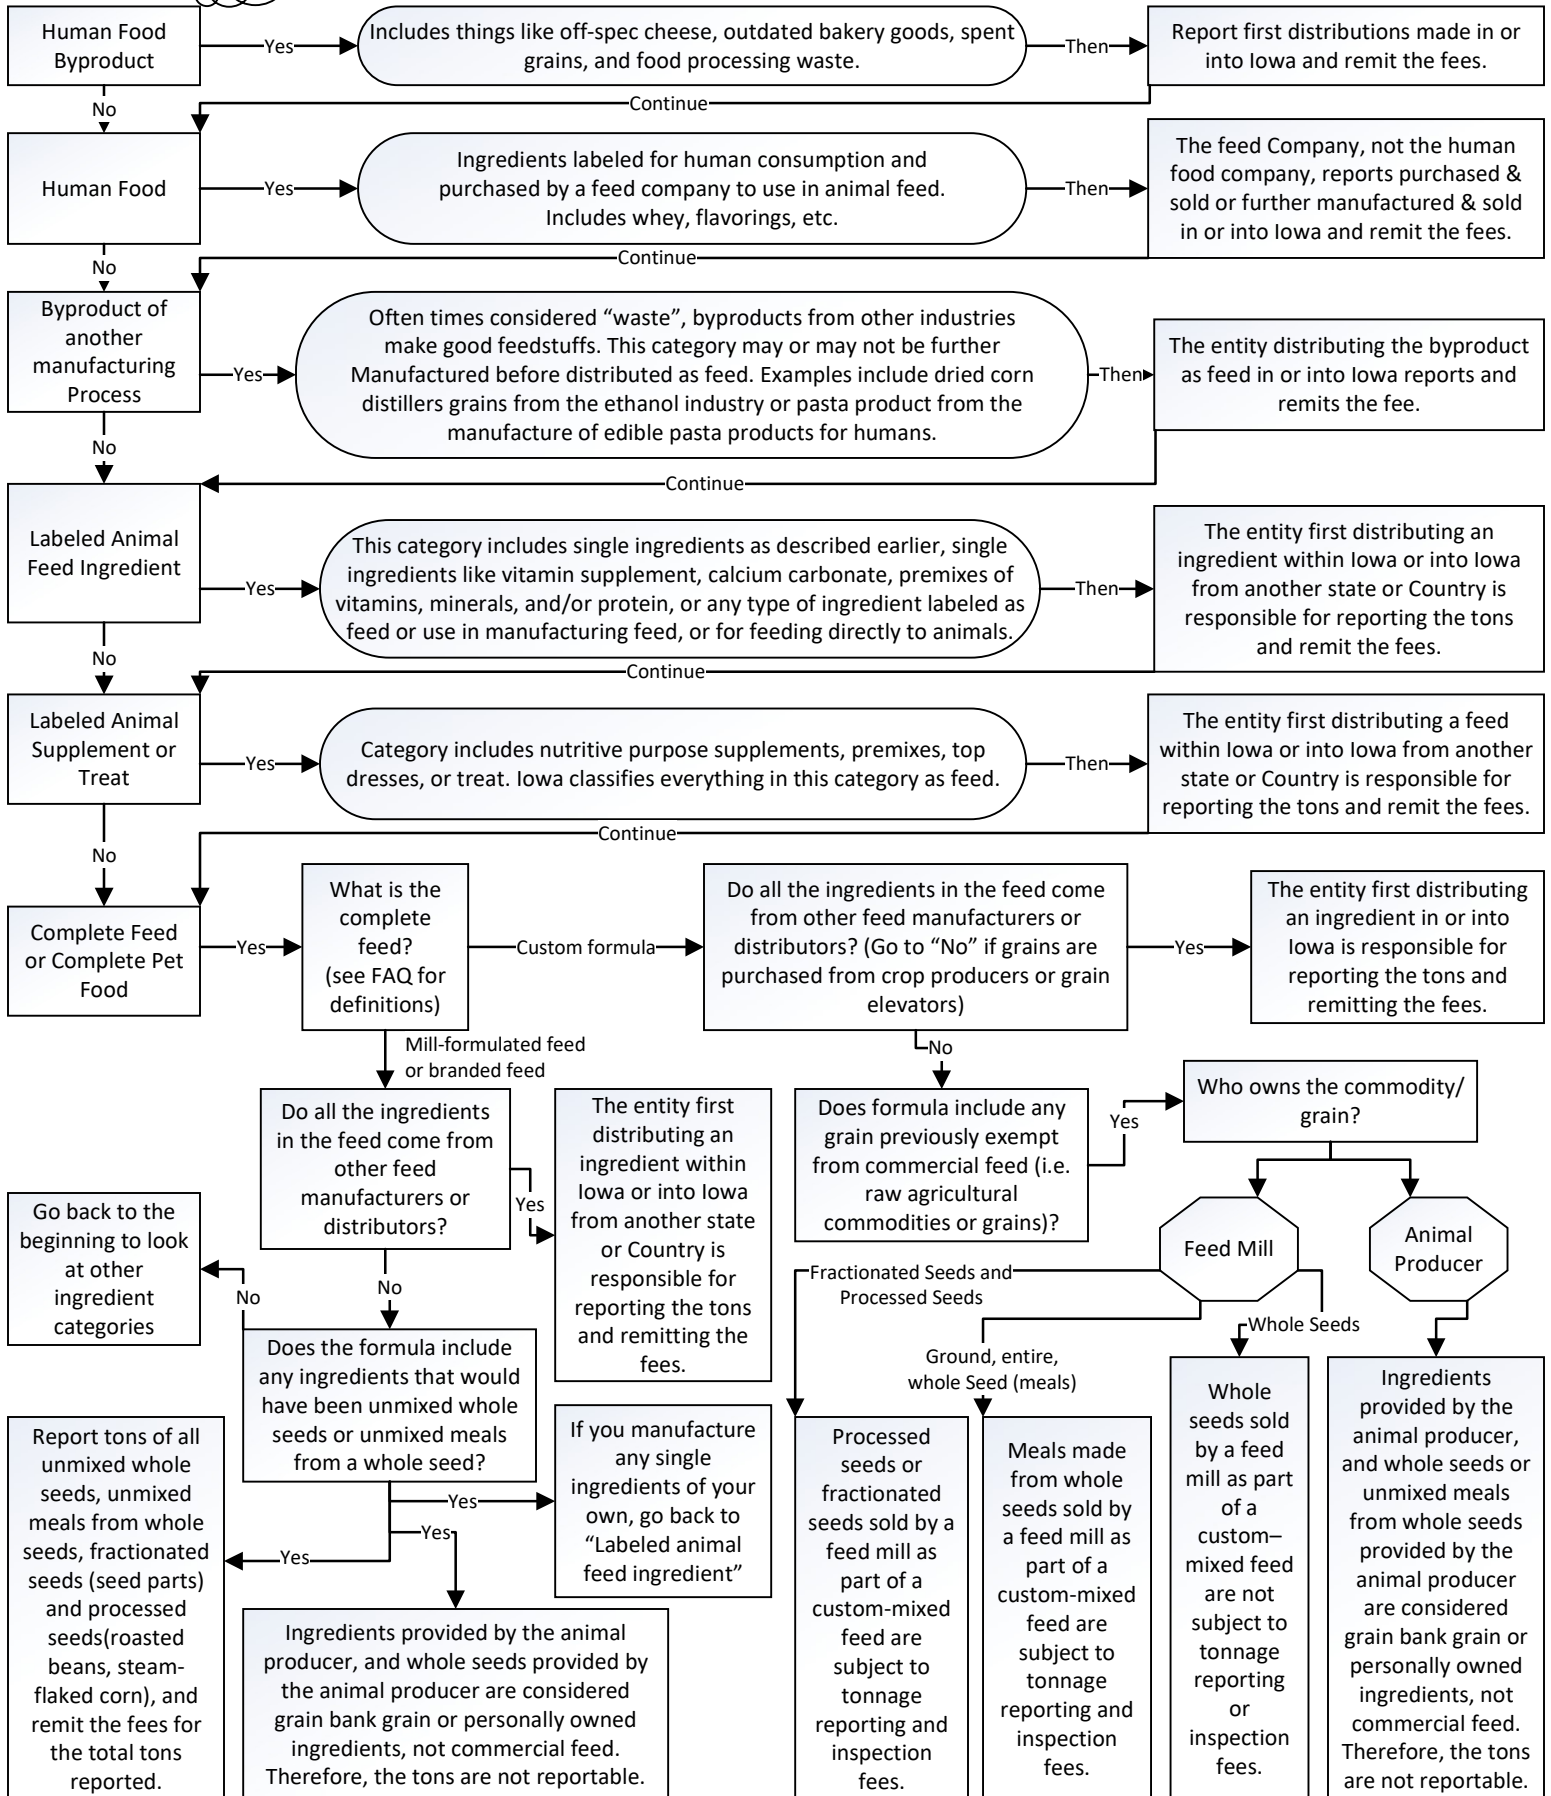 Human Food
Byproduct
Yes
Includes things like off-spec cheese, outdated bakery goods, spent
grains, and food processing waste.
Then
Report first distributions made in or
into Iowa and remit the fees.
No
Continue
Human Food
Yes
Ingredients labeled for human consumption and
purchased by a feed company to use in animal feed.
Includes whey, flavorings, etc.
Then
The feed Company, not the human
food company, reports purchased &
sold or further manufactured & sold
in or into Iowa and remit the fees.
No
Continue
Byproduct of
another
manufacturing
Process
Yes
Often times considered “waste”, byproducts from other industries
make good feedstuffs. This category may or may not be further
Manufactured before distributed as feed. Examples include dried corn
distillers grains from the ethanol industry or pasta product from the
manufacture of edible pasta products for humans.
Then
The entity distributing the byproduct
as feed in or into Iowa reports and
remits the fee.
No
Continue
Labeled Animal
Feed Ingredient
Yes
This category includes single ingredients as described earlier, single
ingredients like vitamin supplement, calcium carbonate, premixes of
vitamins, minerals, and/or protein, or any type of ingredient labeled as
feed or use in manufacturing feed, or for feeding directly to animals.
Then
The entity first distributing an
ingredient within Iowa or into Iowa
from another state or Country is
responsible for reporting the tons
and remit the fees.
No
Continue
Labeled Animal
Supplement or
Treat
Yes
Category includes nutritive purpose supplements, premixes, top
dresses, or treat. Iowa classifies everything in this category as feed.
Then
The entity first distributing a feed
within Iowa or into Iowa from another
state or Country is responsible for
reporting the tons and remit the fees.
No
Continue
Complete Feed
or Complete Pet
Food
Yes
What is the
complete
feed?
(see FAQ for
definitions)
Custom formula
Do all the ingredients in the feed come
from other feed manufacturers or
distributors? (Go to “No” if grains are
purchased from crop producers or grain
elevators)
Yes
The entity first distributing
an ingredient in or into
Iowa is responsible for
reporting the tons and
remitting the fees.
Mill-formulated feed
or branded feed
No
Do all the ingredients
in the feed come from
other feed
manufacturers or
distributors?
Yes
The entity first
distributing an
ingredient within
Iowa or into Iowa
from another state
or Country is
responsible for
reporting the tons
and remitting the
fees.
Does formula include any
grain previously exempt
from commercial feed (i.e.
raw agricultural
commodities or grains)?
Yes
Who owns the commodity/
grain?
Feed Mill
Animal
Producer
Go back to the
beginning to look
at other
ingredient
categories
No
No
Does the formula include
any ingredients that would
have been unmixed whole
seeds or unmixed meals
from a whole seed?
Fractionated Seeds and
Processed Seeds
Ground, entire,
whole Seed (meals)
Whole Seeds
Yes
If you manufacture
any single
ingredients of your
own, go back to
“Labeled animal
feed ingredient”
Yes
Yes
Report tons of all
unmixed whole
seeds, unmixed
meals from whole
seeds, fractionated
seeds (seed parts)
and processed
seeds(roasted
beans, steam-
flaked corn), and
remit the fees for
the total tons
reported.
Ingredients provided by the animal
producer, and whole seeds provided by
the animal producer are considered
grain bank grain or personally owned
ingredients, not commercial feed.
Therefore, the tons are not reportable.
Processed
seeds or
fractionated
seeds sold by a
feed mill as
part of a
custom-mixed
feed are
subject to
tonnage
reporting and
inspection
fees.
Meals made
from whole
seeds sold by
a feed mill as
part of a
custom-mixed
feed are
subject to
tonnage
reporting and
inspection
fees.
Whole
seeds sold
by a feed
mill as part
of a
custom–
mixed feed
are not
subject to
tonnage
reporting
or
inspection
fees.
Ingredients
provided by the
animal producer,
and whole seeds or
unmixed meals
from whole seeds
provided by the
animal producer
are considered
grain bank grain or
personally owned
ingredients, not
commercial feed.
Therefore, the tons
are not reportable.